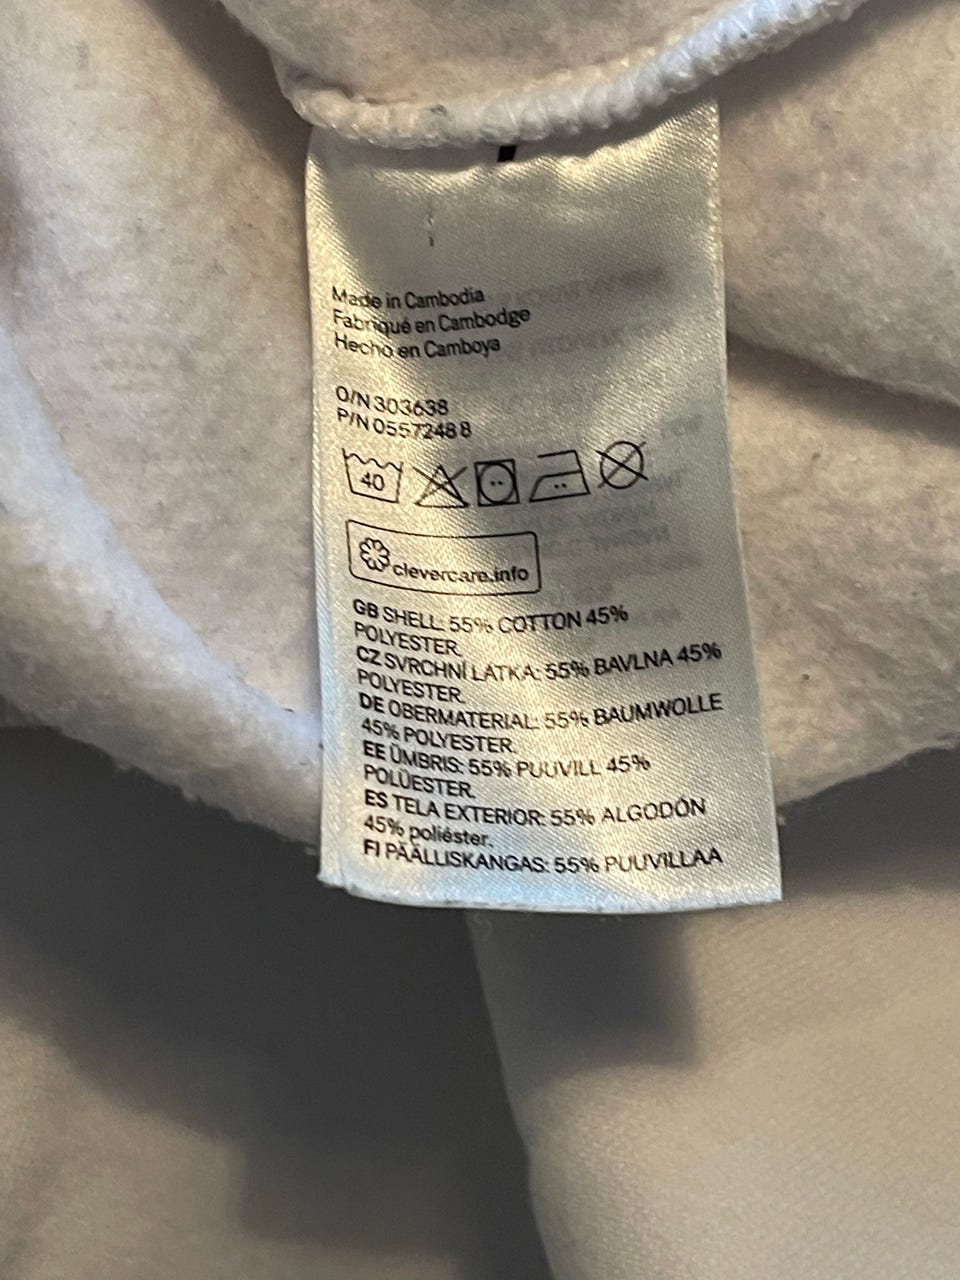 Made in Cambodia
Fabriqué en Cambodge
Hecho en Camboya
O/N 303638
P/N 0557248 8
40
clevercare.info
GB SHELL: 55% COTTON 45%
POLYESTER.
CZ SVRCHNÍ LÁTKA: 55% BAVLNA 45%
POLYESTER.
DE OBERMATERIAL: 55% BAUMWOLLE
45% POLYESTER.
EE ÜMBRIS: 55% PUUVILL 45%
POLÜESTER.
ES TELA EXTERIOR: 55% ALGODÓN
45% poliéster.
FI PÄÄLLISKANGAS: 55% PUUVILLAA